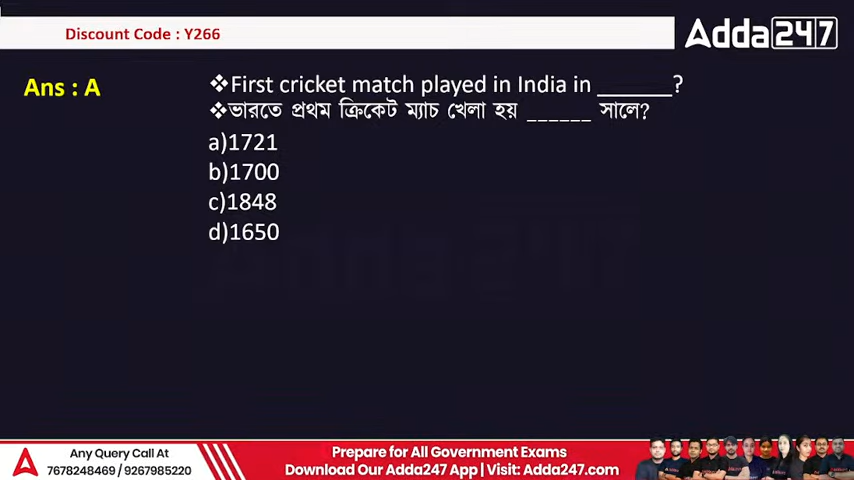 Discount Code : Y266
Adda247
Ans : A
❖First cricket match played in India in ______?
❖ভারতে প্রথম ক্রিকেট ম্যাচ খেলা হয় ______ সালে?
a)1721
b)1700
c)1848
d)1650
Any Query Call At
7678248469 / 9267985220
Prepare for All Government Exams
Download Our Adda247 App | Visit: Adda247.com